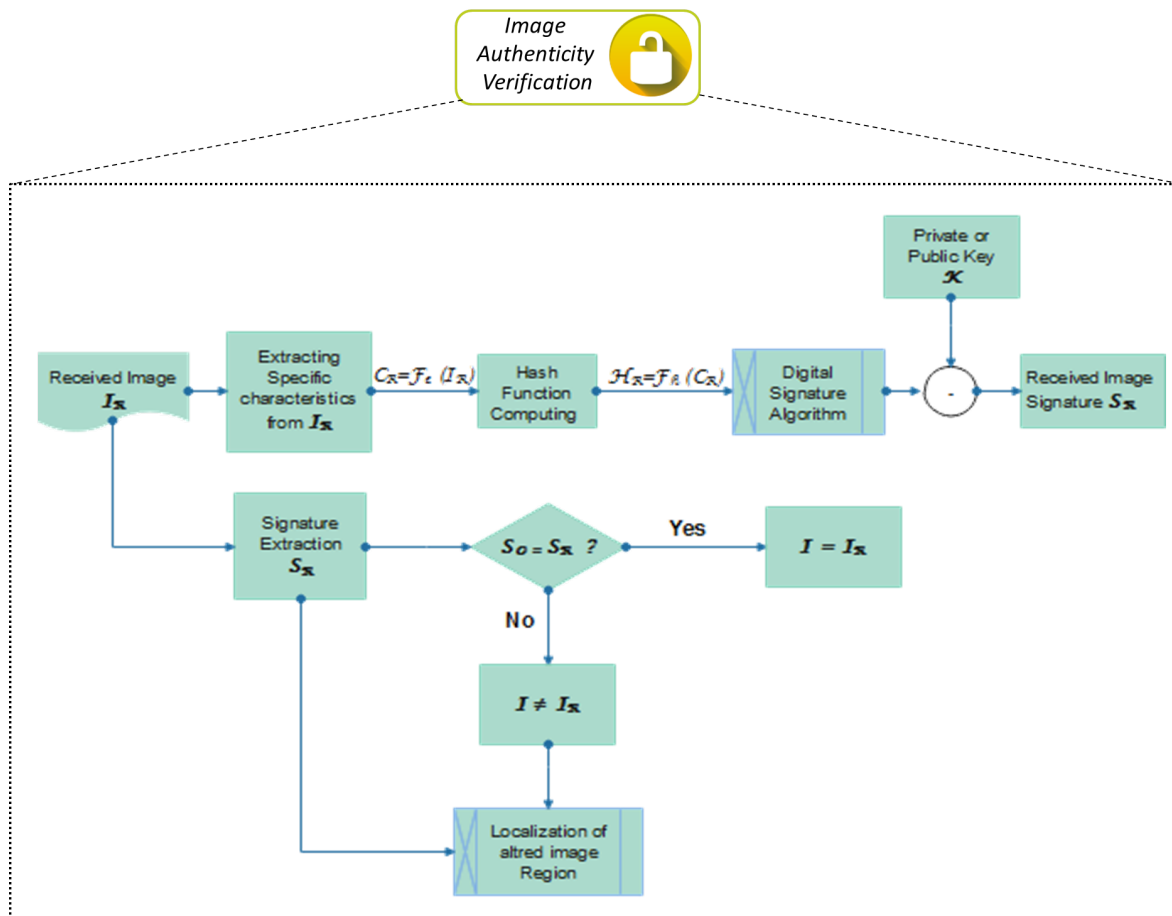 Image
Authenticity
Verification
Private or
Public Key
𝒦
Received Image
I_ℜ
Extracting
Specific
characteristics
from I_ℜ
C_ℜ=ℱ_c (I_ℜ)
Hash
Function
Computing
ℋ_ℜ=ℱ_ℏ (C_ℜ)
Digital
Signature
Algorithm
-
Received Image
Signature S_ℜ
Signature
Extraction
S_ℜ
S_O = S_ℜ ?
Yes
I = I_ℜ
No
I ≠ I_ℜ
Localization of
altred image
Region